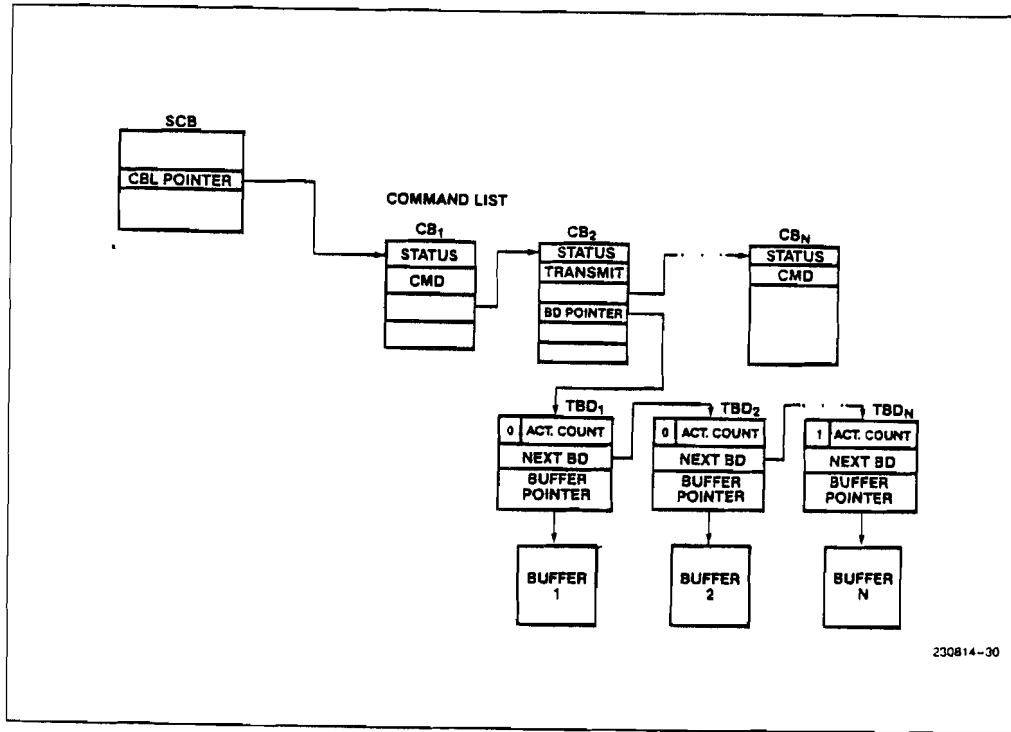 SCB
CBL POINTER
COMMAND LIST
CB1
STATUS
CMD
CB2
STATUS
TRANSMIT
BD POINTER
CBN
STATUS
CMD
TBD1
0 ACT. COUNT
NEXT BD
BUFFER
POINTER
TBD2
0 ACT. COUNT
NEXT BD
BUFFER
POINTER
TBDN
1 ACT. COUNT
NEXT BD
BUFFER
POINTER
BUFFER
1
BUFFER
2
BUFFER
N
230814-30